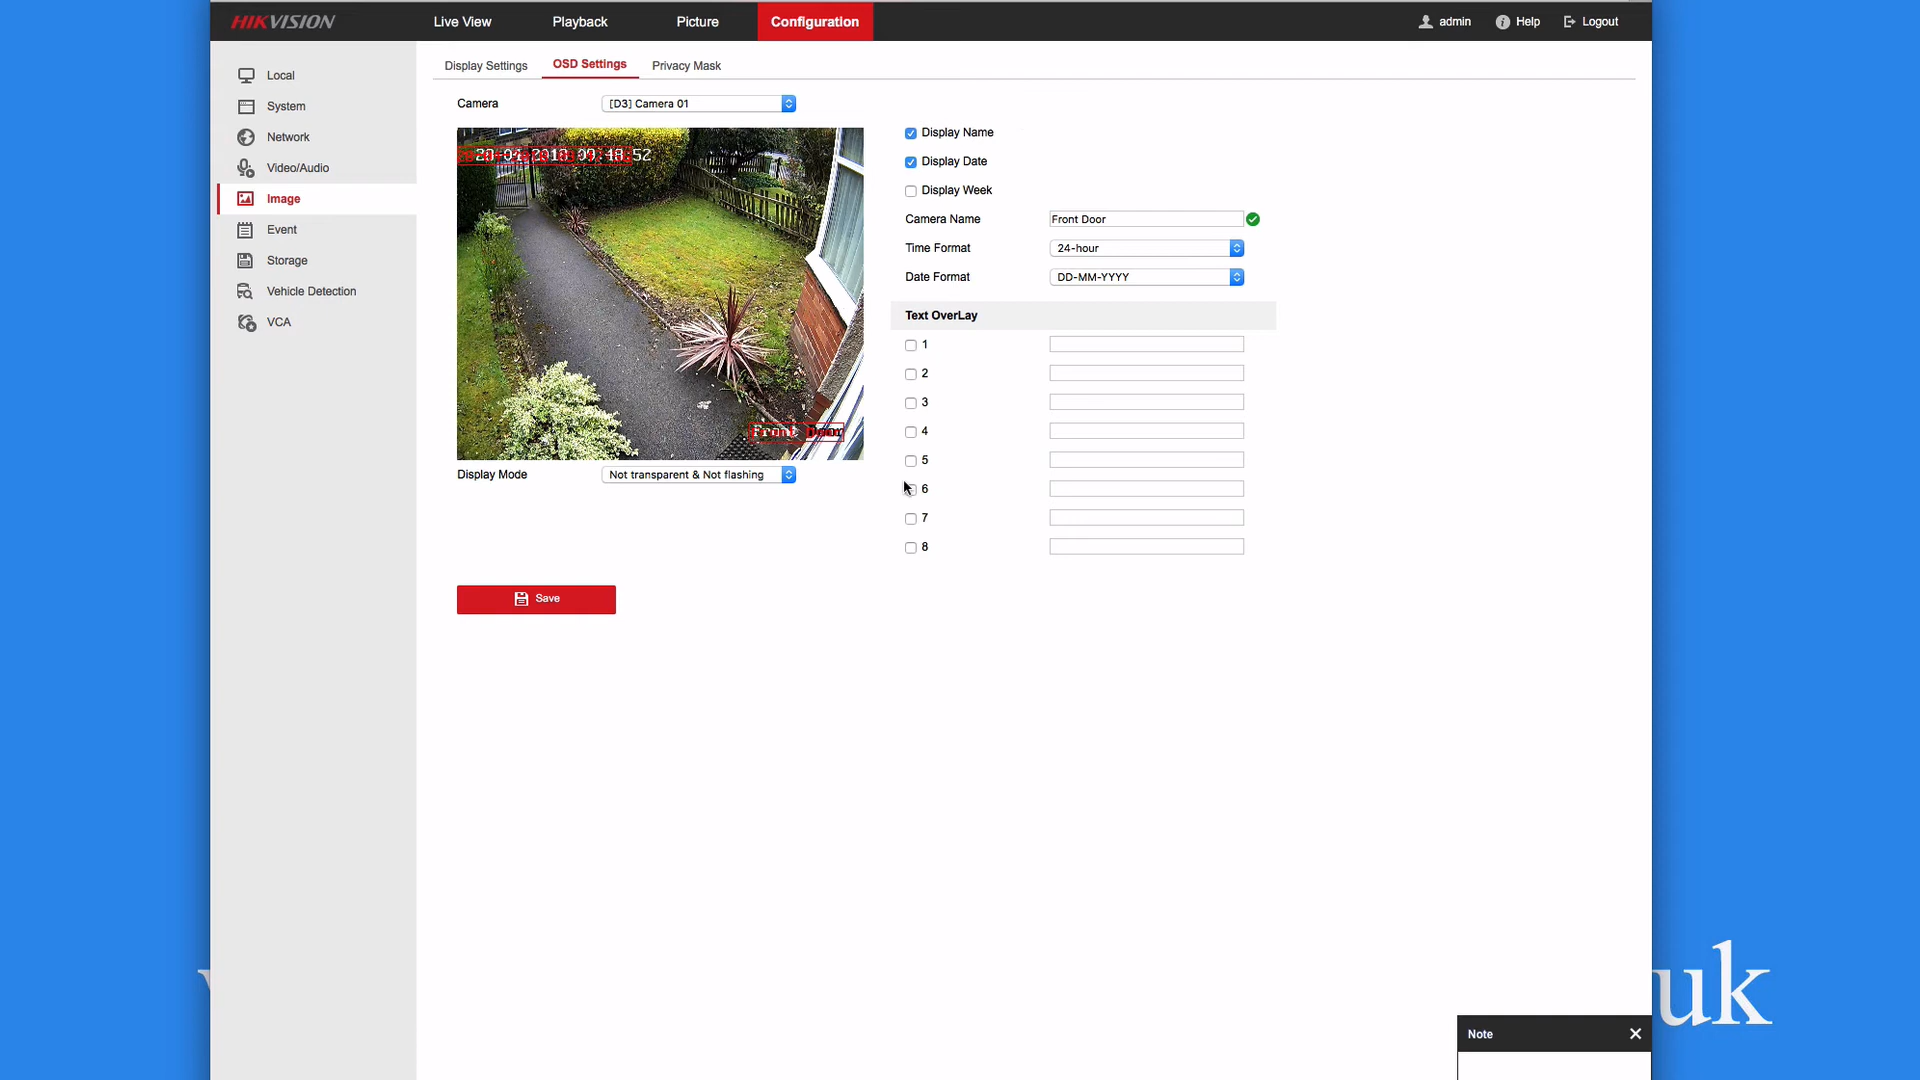 HIKVISION
Live View
Playback
Picture
Configuration
admin
Help
Logout
Local
System
Network
Video/Audio
Image
Event
Storage
Vehicle Detection
VCA
Display Settings
OSD Settings
Privacy Mask
Camera
[D3] Camera 01
Front Door
Display Mode
Not transparent & Not flashing
Save
Display Name
Display Date
Display Week
Camera Name
Front Door
Time Format
24-hour
Date Format
DD-MM-YYYY
Text OverLay
1
2
3
4
5
6
7
8
uk
Note